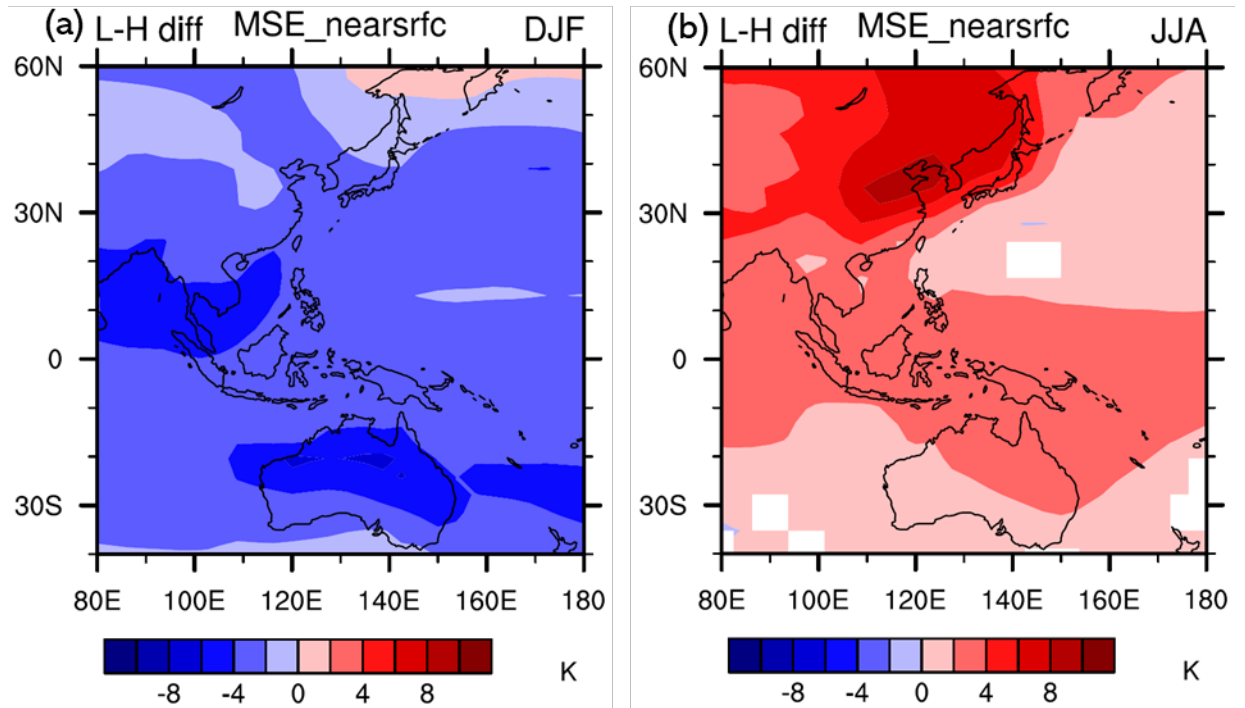 (a) L-H diff MSE_nearsrfc DJF
60N
30N
0
30S
80E 100E 120E 140E 160E 180
-8 -4 0 4 8 K
(b) L-H diff MSE_nearsrfc JJA
60N
30N
0
30S
80E 100E 120E 140E 160E 180
-8 -4 0 4 8 K